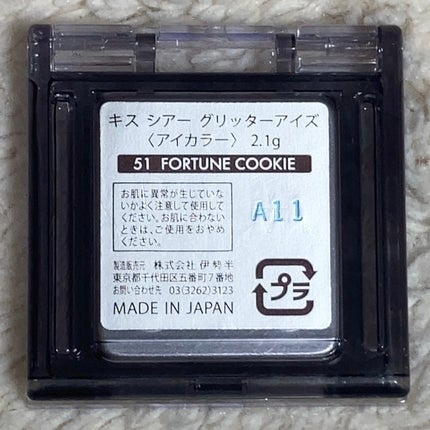 キス シアー グリッターアイズ
〈アイカラー〉 2.1g
51 FORTUNE COOKIE
お肌に異常が生じていな
いかよく注意して使用して
ください。お肌に合わない
ときは、ご使用をおやめ
ください。
A11
製造販売元 株式会社 伊勢半
東京都千代田区五番町7番地
お問い合わせ先 03(3262)3123
MADE IN JAPAN
プラ